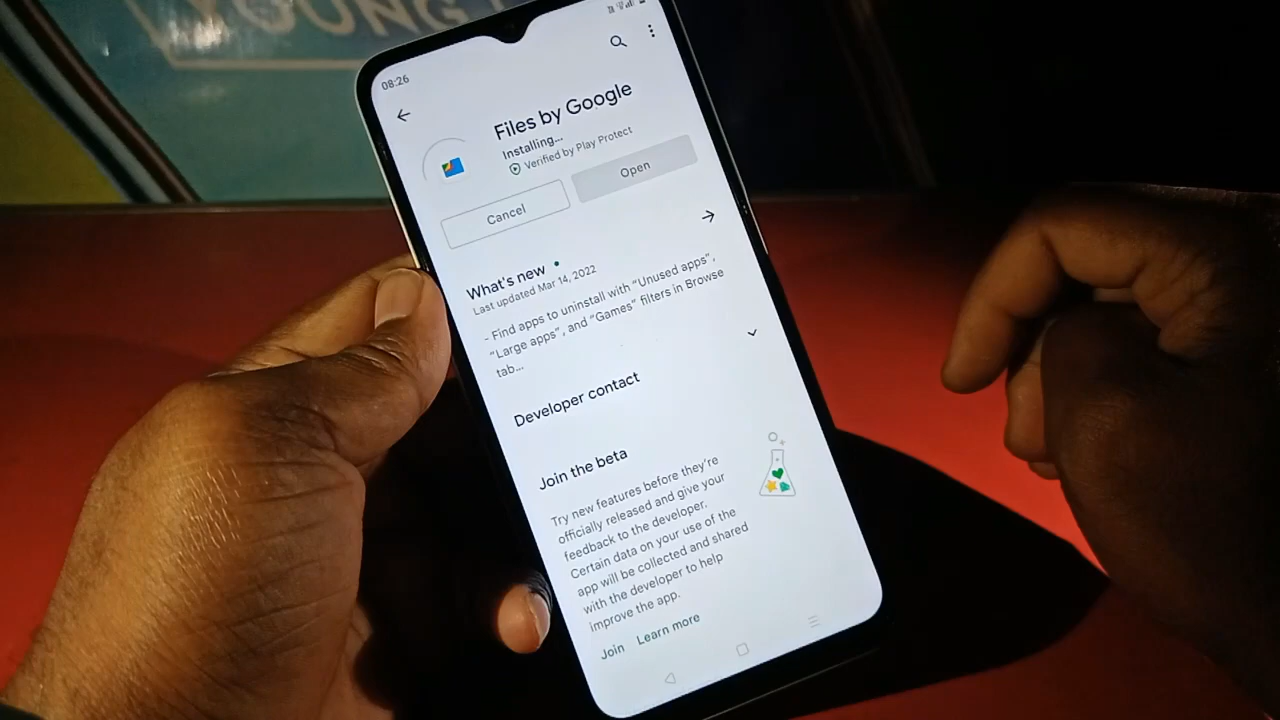 YOUNG
08:26
Files by Google
Installing...
Verified by Play Protect
Cancel
Open
What's new
Last updated Mar 14, 2022
- Find apps to uninstall with “Unused apps”,
“Large apps”, and “Games” filters in Browse
tab...
Developer contact
Join the beta
Try new features before they’re
officially released and give your
feedback to the developer.
Certain data on your use of the
app will be collected and shared
with the developer to help
improve the app.
Join Learn more